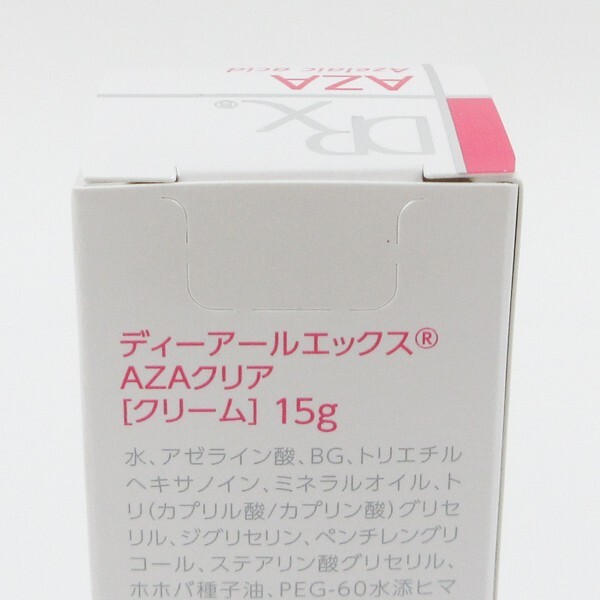 AZA
Azelaic acid
DRX®
ディーアールエックス®
AZAクリア
[クリーム] 15g
水、アゼライン酸、BG、トリエチル
ヘキサノイン、ミネラルオイル、ト
リ(カプリル酸/カプリン酸)グリセ
リル、ジグリセリン、ペンチレングリ
コール、ステアリン酸グリセリル、
ホホバ種子油、PEG-60水添ヒマ